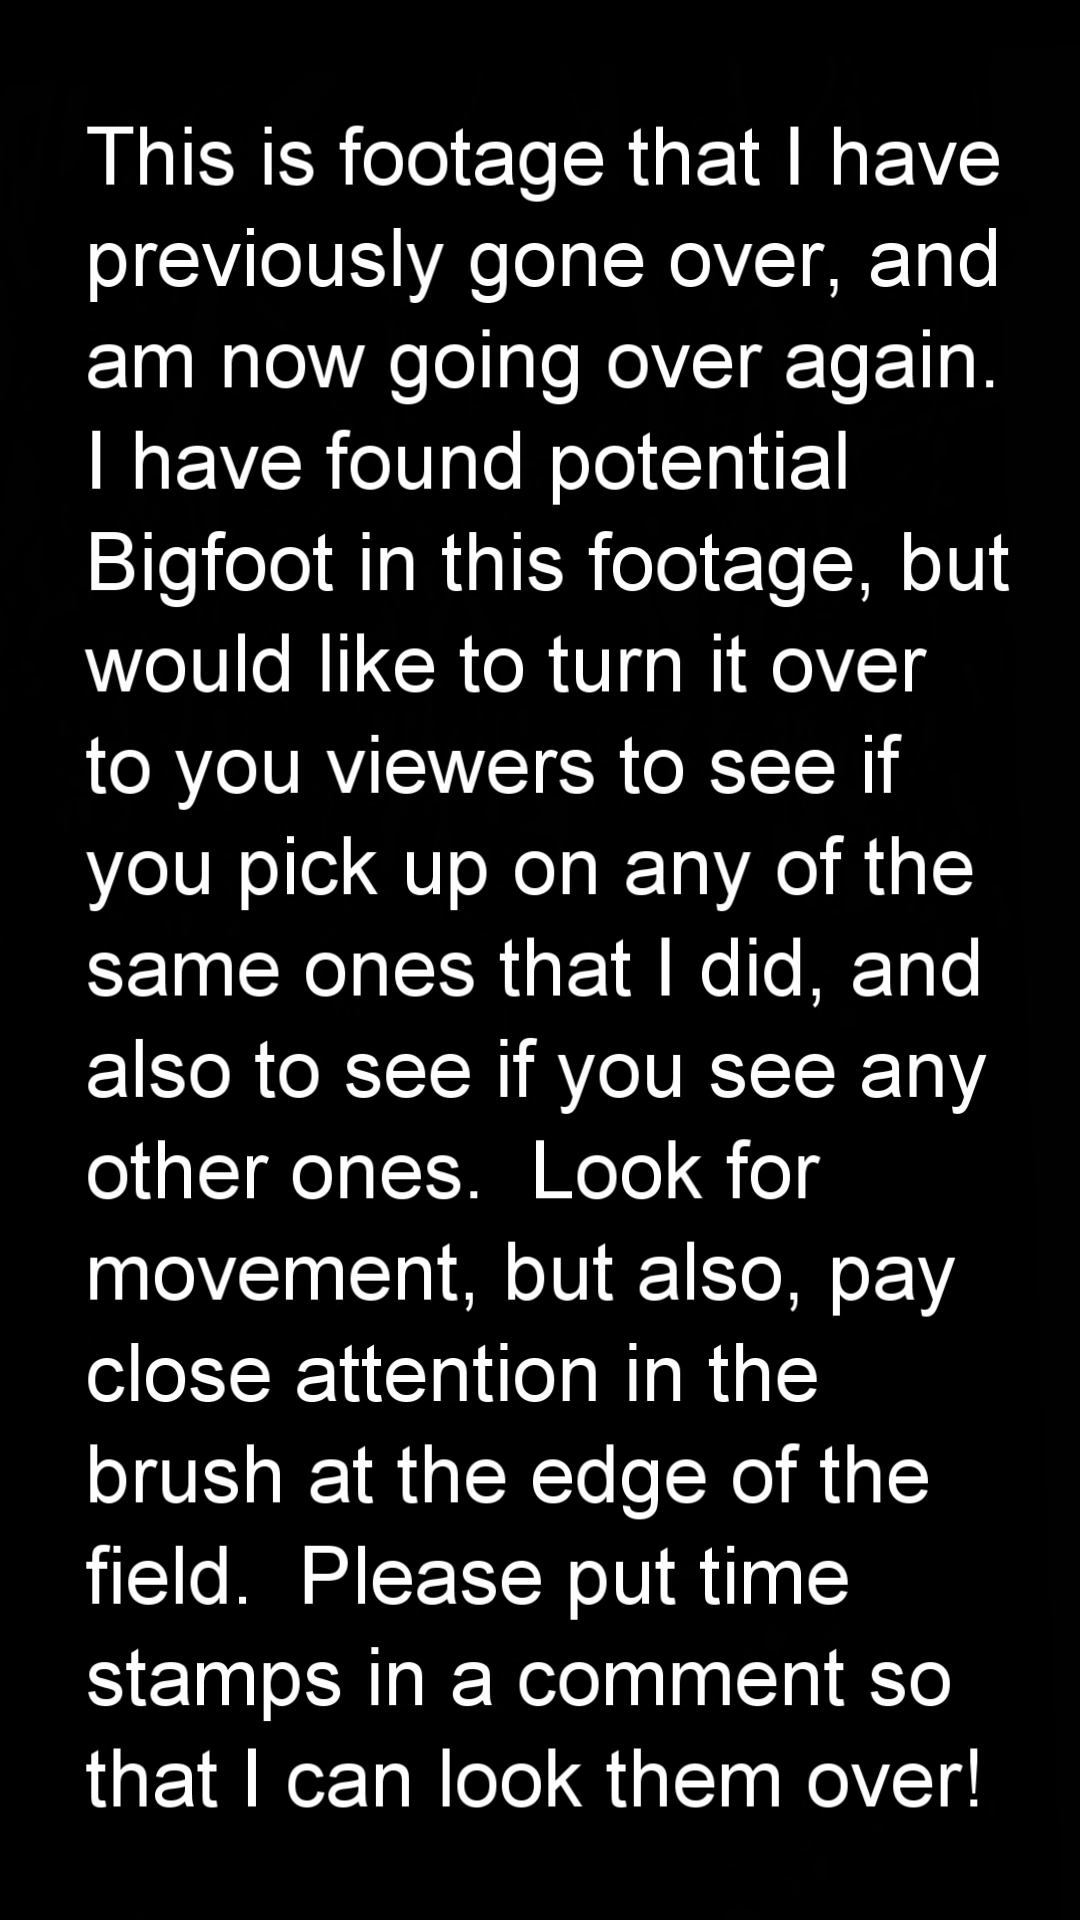 This is footage that I have
previously gone over, and
am now going over again.
I have found potential
Bigfoot in this footage, but
would like to turn it over
to you viewers to see if
you pick up on any of the
same ones that I did, and
also to see if you see any
other ones.  Look for
movement, but also, pay
close attention in the
brush at the edge of the
field.  Please put time
stamps in a comment so
that I can look them over!